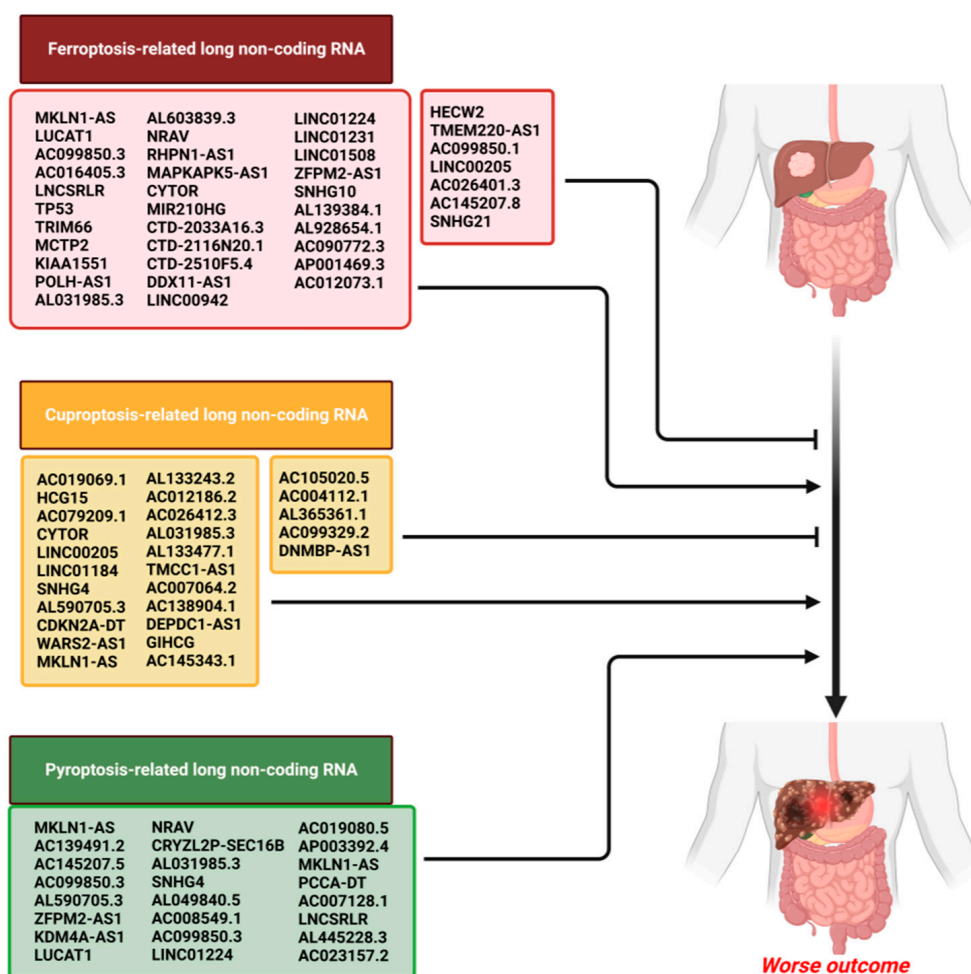 Ferroptosis-related long non-coding RNA
MKLN1-AS
LUCAT1
AC099850.3
AC016405.3
LNCSRLR
TP53
TRIM66
MCTP2
KIAA1551
POLH-AS1
AL031985.3
AL603839.3
NRAV
RHPN1-AS1
MAPKAPK5-AS1
CYTOR
MIR210HG
CTD-2033A16.3
CTD-2116N20.1
CTD-2510F5.4
DDX11-AS1
LINC00942
LINC01224
LINC01231
LINC01508
ZFPM2-AS1
SNHG10
AL139384.1
AL928654.1
AC090772.3
AP001469.3
AC012073.1
HECW2
TMEM220-AS1
AC099850.1
LINC00205
AC026401.3
AC145207.8
SNHG21
Cuproptosis-related long non-coding RNA
AC019069.1
HCG15
AC079209.1
CYTOR
LINC00205
LINC01184
SNHG4
AL590705.3
CDKN2A-DT
WARS2-AS1
MKLN1-AS
AL133243.2
AC012186.2
AC026412.3
AL031985.3
AL133477.1
TMCC1-AS1
AC007064.2
AC138904.1
DEPDC1-AS1
GIHCG
AC145343.1
AC105020.5
AC004112.1
AL365361.1
AC099329.2
DNMBP-AS1
Pyroptosis-related long non-coding RNA
MKLN1-AS
AC139491.2
AC145207.5
AC099850.3
AL590705.3
ZFPM2-AS1
KDM4A-AS1
LUCAT1
NRAV
CRYZL2P-SEC16B
AL031985.3
SNHG4
AL049840.5
AC008549.1
AC099850.3
LINC01224
AC019080.5
AP003392.4
MKLN1-AS
PCCA-DT
AC007128.1
LNCSRLR
AL445228.3
AC023157.2
Worse outcome